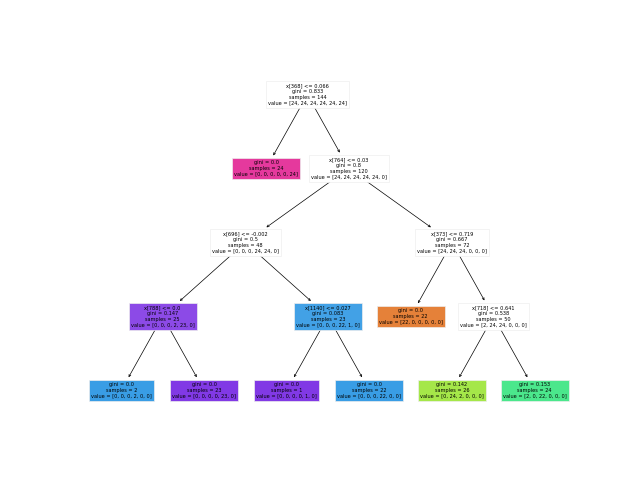 x[368] <= 0.066
gini = 0.833
samples = 144
value = [24, 24, 24, 24, 24, 24]
gini = 0.0
samples = 24
value = [0, 0, 0, 0, 0, 24]
x[764] <= 0.03
gini = 0.8
samples = 120
value = [24, 24, 24, 24, 24, 0]
x[696] <= -0.002
gini = 0.5
samples = 48
value = [0, 0, 0, 24, 24, 0]
x[373] <= 0.719
gini = 0.667
samples = 72
value = [24, 24, 24, 0, 0, 0]
x[788] <= 0.0
gini = 0.147
samples = 25
value = [0, 0, 0, 2, 23, 0]
x[1140] <= 0.027
gini = 0.083
samples = 23
value = [0, 0, 0, 22, 1, 0]
gini = 0.0
samples = 22
value = [22, 0, 0, 0, 0, 0]
x[718] <= 0.641
gini = 0.538
samples = 50
value = [2, 24, 24, 0, 0, 0]
gini = 0.0
samples = 2
value = [0, 0, 0, 2, 0, 0]
gini = 0.0
samples = 23
value = [0, 0, 0, 0, 23, 0]
gini = 0.0
samples = 1
value = [0, 0, 0, 0, 1, 0]
gini = 0.0
samples = 22
value = [0, 0, 0, 22, 0, 0]
gini = 0.142
samples = 26
value = [0, 24, 2, 0, 0, 0]
gini = 0.153
samples = 24
value = [2, 0, 22, 0, 0, 0]